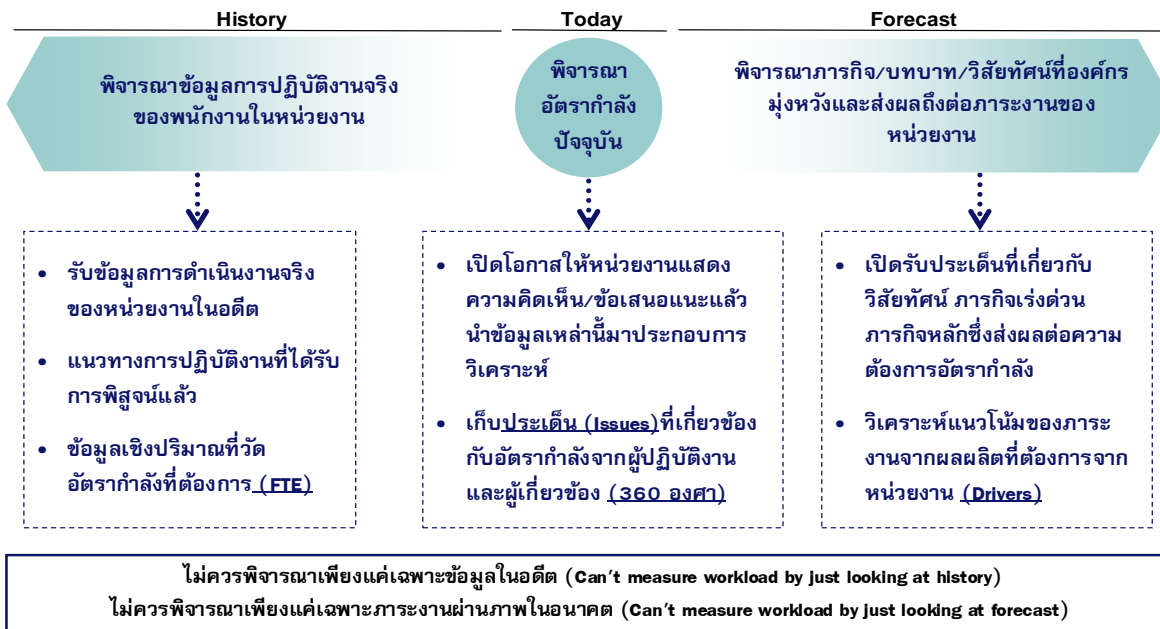 History
Today
Forecast
พิจารณาข้อมูลการปฏิบัติงานจริง
ของพนักงานในหน่วยงาน
พิจารณา
อัตรากำลัง
ปัจจุบัน
พิจารณาภารกิจ/บทบาท/วิสัยทัศน์ที่องค์กร
มุ่งหวังและส่งผลถึงต่อภาระงานของ
หน่วยงาน
• รับข้อมูลการดำเนินงานจริง
ของหน่วยงานในอดีต
• แนวทางการปฏิบัติงานที่ได้รับ
การพิสูจน์แล้ว
• ข้อมูลเชิงปริมาณที่วัด
อัตรากำลังที่ต้องการ (FTE)
• เปิดโอกาสให้หน่วยงานแสดง
ความคิดเห็น/ข้อเสนอแนะแล้ว
นำข้อมูลเหล่านี้มาประกอบการ
วิเคราะห์
• เก็บประเด็น (Issues)ที่เกี่ยวข้อง
กับอัตรากำลังจากผู้ปฏิบัติงาน
และผู้เกี่ยวข้อง (360 องศา)
• เปิดรับประเด็นที่เกี่ยวกับ
วิสัยทัศน์ ภารกิจเร่งด่วน
ภารกิจหลักซึ่งส่งผลต่อความ
ต้องการอัตรากำลัง
• วิเคราะห์แนวโน้มของภาระ
งานจากผลผลิตที่ต้องการจาก
หน่วยงาน (Drivers)
ไม่ควรพิจารณาเพียงแค่เฉพาะข้อมูลในอดีต (Can't measure workload by just looking at history)
ไม่ควรพิจารณาเพียงแค่เฉพาะภาระงานผ่านภาพในอนาคต (Can't measure workload by just looking at forecast)